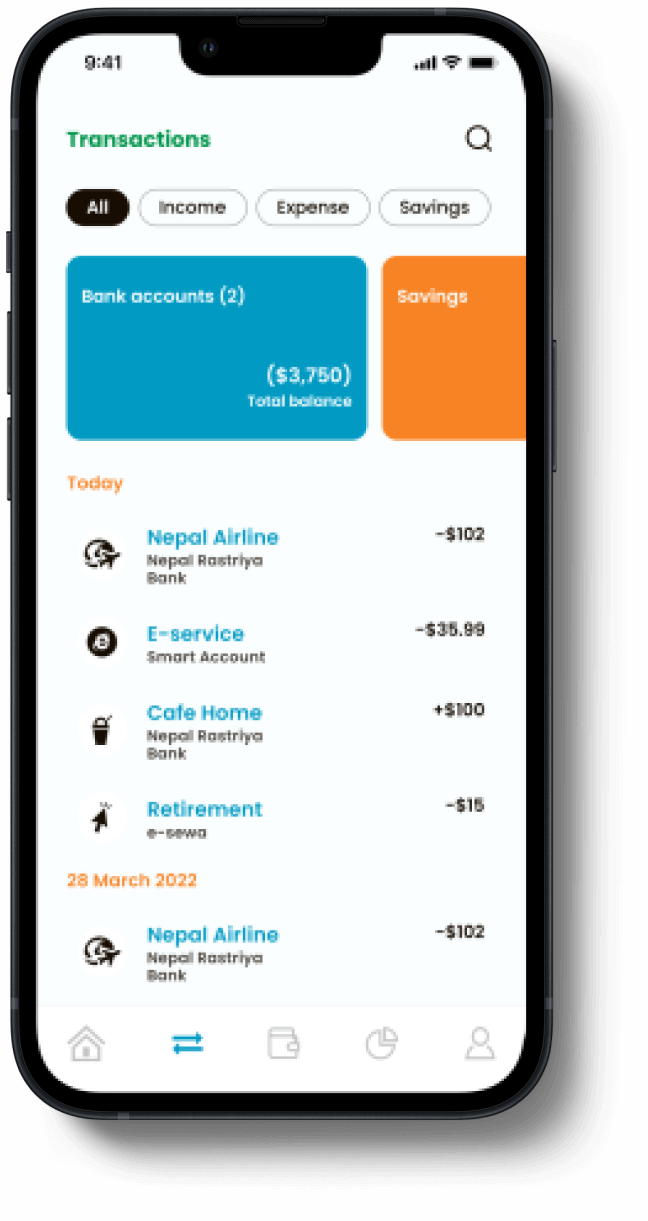 9:41
Transactions
All Income Expense Savings
Bank accounts (2)
Savings
($3,750)
Total balance
Today
Nepal Airline
-$102
Nepal Rastriya
Bank
E-service
-$35.99
Smart Account
Cafe Home
+$100
Nepal Rastriya
Bank
Retirement
-$15
e-sewa
28 March 2022
Nepal Airline
-$102
Nepal Rastriya
Bank